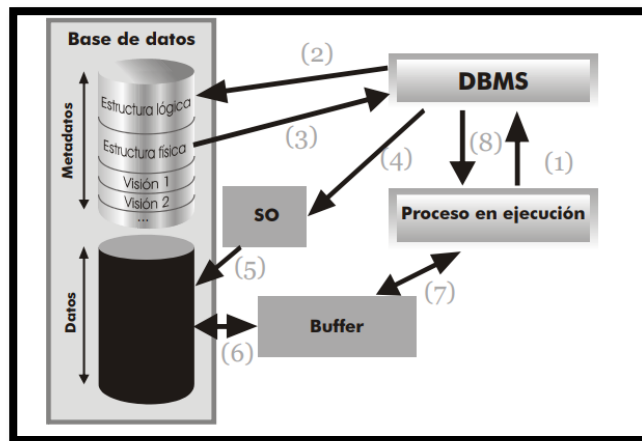 Base de datos
(2)
DBMS
Estructura lógica
Metadatos
Estructura física
(3)
(4)
(8)
(1)
Visión 1
Visión 2
...
SO
Proceso en ejecución
(5)
(7)
Datos
Buffer
(6)